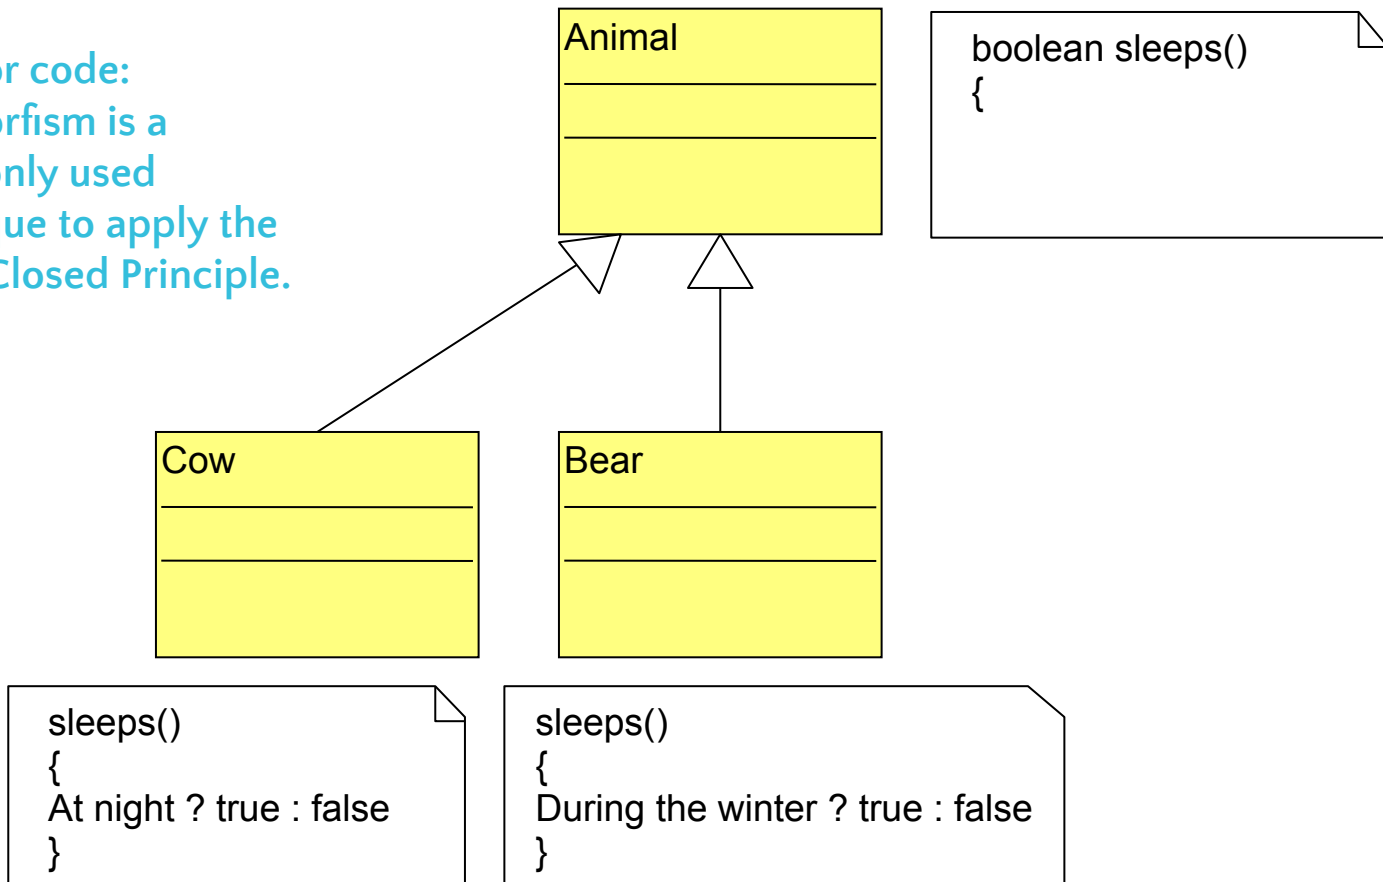 or code:
orfism is a
only used
ue to apply the
Closed Principle.
Animal
boolean sleeps()
{
Cow
Bear
sleeps()
{
At night ? true : false
}
sleeps()
{
During the winter ? true : false
}